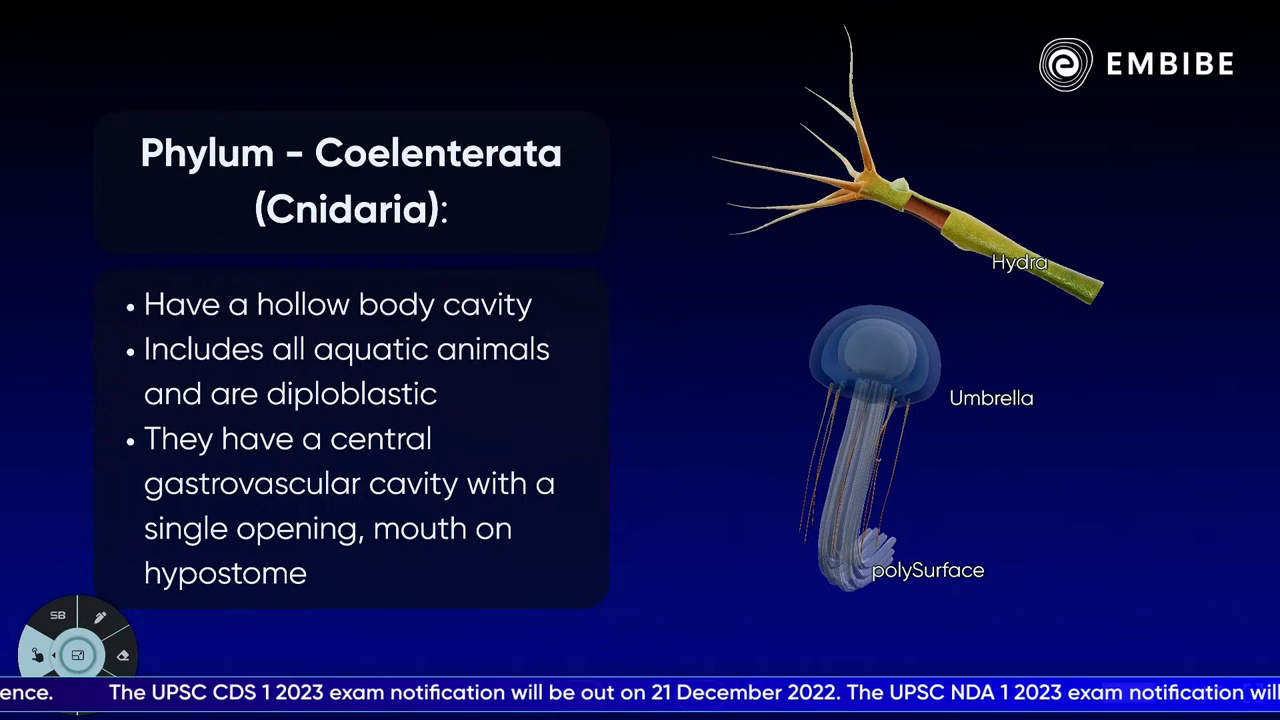 EMBIBE
Phylum - Coelenterata
(Cnidaria):
• Have a hollow body cavity
• Includes all aquatic animals
and are diploblastic
• They have a central
gastrovascular cavity with a
single opening, mouth on
hypostome
Hydra
Umbrella
polySurface
SB
ence. The UPSC CDS 1 2023 exam notification will be out on 21 December 2022. The UPSC NDA 1 2023 exam notification wil